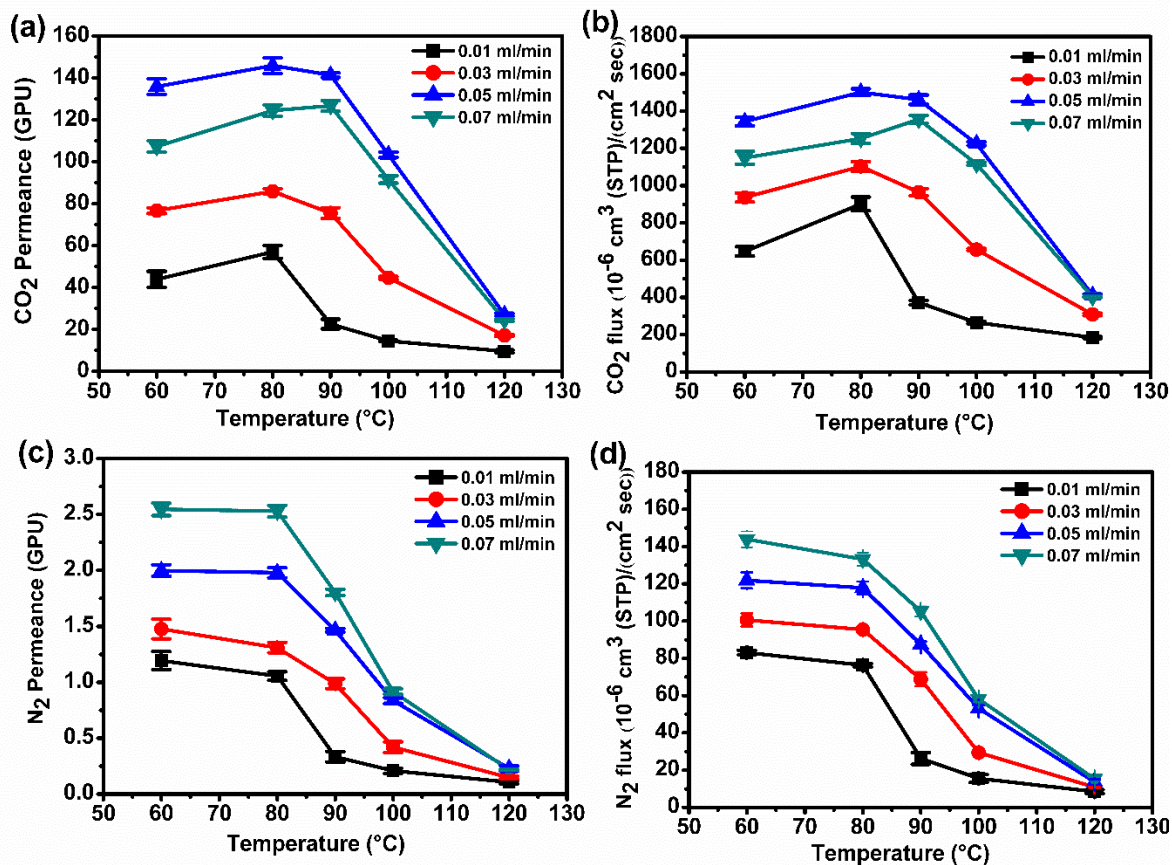 (a)
CO2 Permeance (GPU)
160
140
120
100
80
60
40
20
0
0.01 ml/min
0.03 ml/min
0.05 ml/min
0.07 ml/min
50 60 70 80 90 100 110 120 130
Temperature (°C)
(b)
CO2 flux (10-6 cm3 (STP)/(cm2 sec))
1800
1600
1400
1200
1000
800
600
400
200
0
0.01 ml/min
0.03 ml/min
0.05 ml/min
0.07 ml/min
50 60 70 80 90 100 110 120 130
Temperature (°C)
(c)
N2 Permeance (GPU)
3.0
2.5
2.0
1.5
1.0
0.5
0.0
0.01 ml/min
0.03 ml/min
0.05 ml/min
0.07 ml/min
50 60 70 80 90 100 110 120 130
Temperature (°C)
(d)
N2 flux (10-6 cm3 (STP)/(cm2 sec))
180
160
140
120
100
80
60
40
20
0
0.01 ml/min
0.03 ml/min
0.05 ml/min
0.07 ml/min
50 60 70 80 90 100 110 120 130
Temperature (°C)